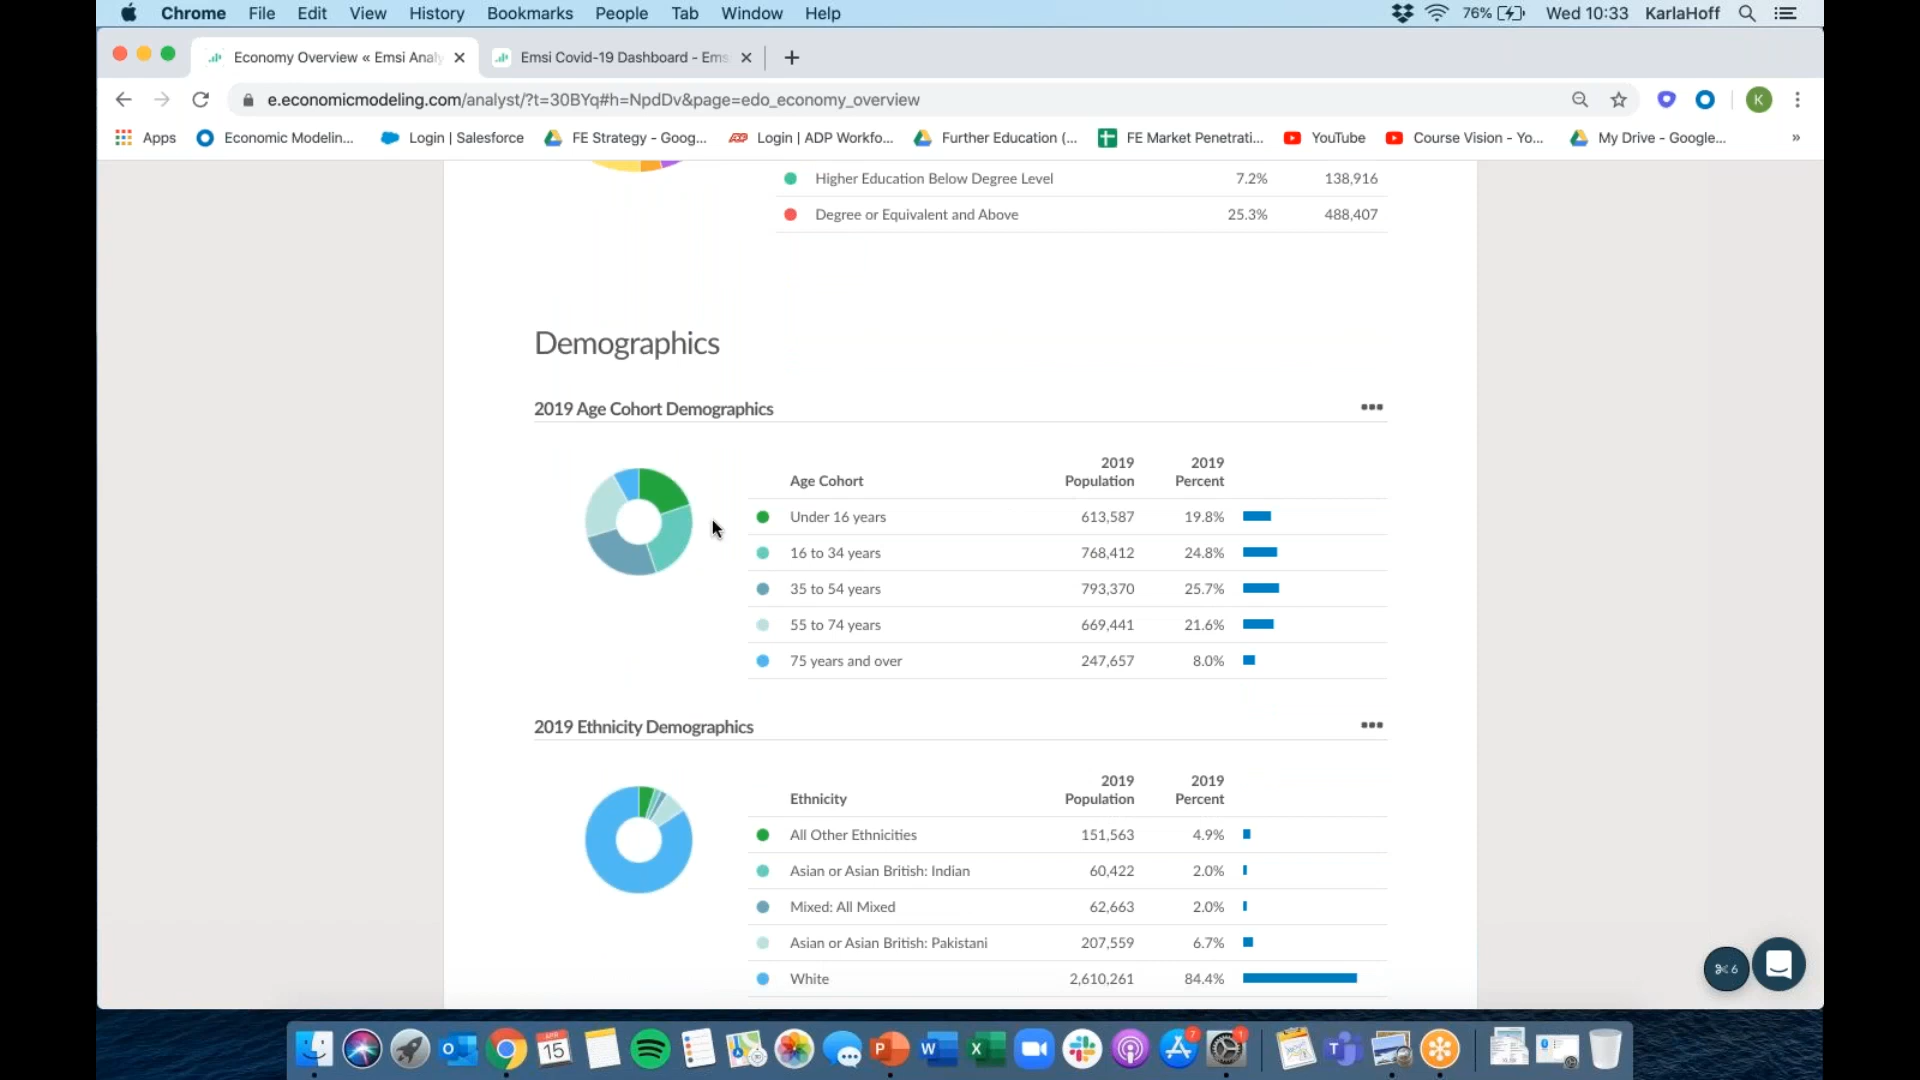 Chrome File Edit View History Bookmarks People Tab Window Help 76% Wed 10:33 KarlaHoff
Economy Overview « Emsi Analy Emsi Covid-19 Dashboard - Ems
e.economicmodeling.com/analyst/?t=30BYq#h=NpdDv&page=edo_economy_overview K
Apps Economic Modelin... Login | Salesforce FE Strategy - Goog... Login | ADP Workfo... Further Education (... FE Market Penetrati... YouTube Course Vision - Yo... My Drive - Google... »
Higher Education Below Degree Level 7.2% 138,916
Degree or Equivalent and Above 25.3% 488,407
Demographics
2019 Age Cohort Demographics
2019 2019
Age Cohort Population Percent
Under 16 years 613,587 19.8%
16 to 34 years 768,412 24.8%
35 to 54 years 793,370 25.7%
55 to 74 years 669,441 21.6%
75 years and over 247,657 8.0%
2019 Ethnicity Demographics
2019 2019
Ethnicity Population Percent
All Other Ethnicities 151,563 4.9%
Asian or Asian British: Indian 60,422 2.0%
Mixed: All Mixed 62,663 2.0%
Asian or Asian British: Pakistani 207,559 6.7%
White 2,610,261 84.4%
6
15 P W X 7 1 T